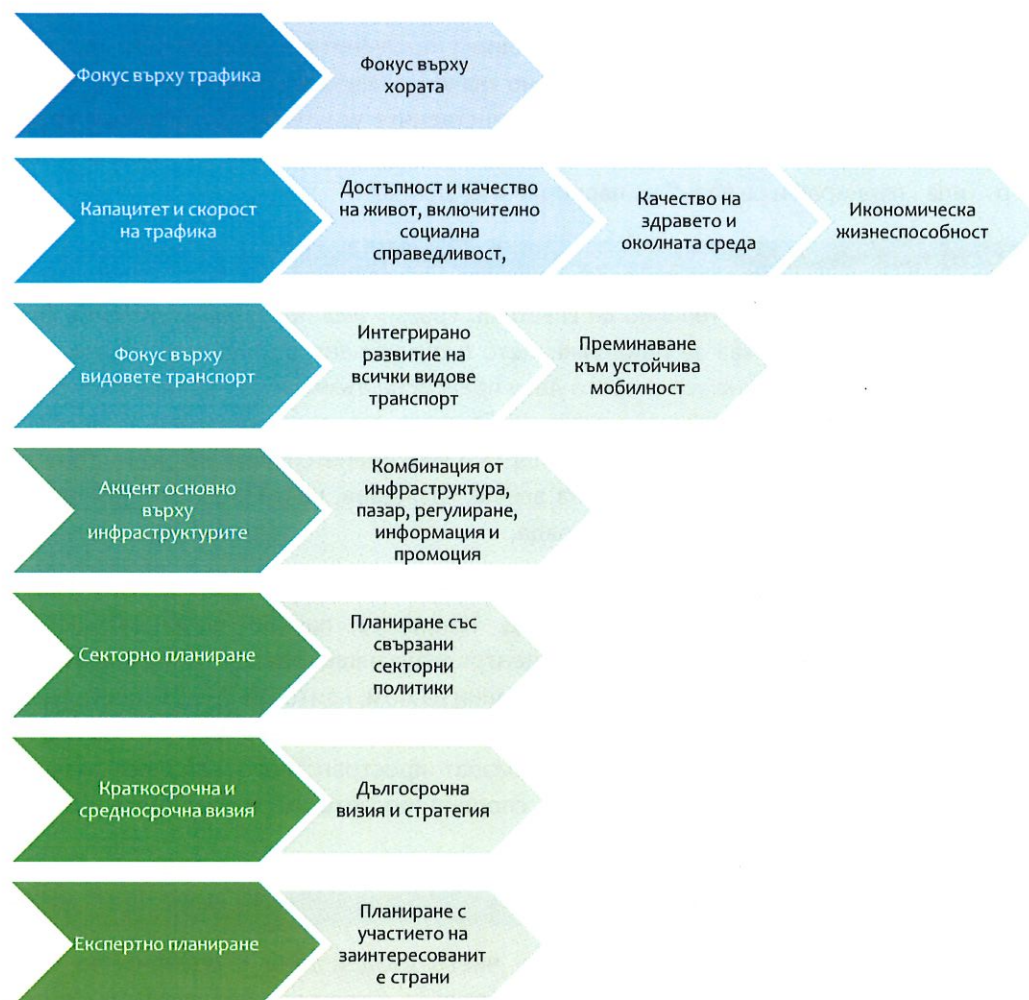 Фокус върху трафика
Фокус върху
хората
Капацитет и скорост
на трафика
Достъпност и качество
на живот, включително
социална
справедливост,
Качество на
здравето и
околната среда
Икономическа
жизнеспособност
Фокус върху
видовете транспорт
Интегрирано
развитие на
всички видове
транспорт
Преминаване
към устойчива
мобилност
Акцент основно
върху
инфраструктурите
Комбинация от
инфраструктура,
пазар, регулиране,
информация и
промоция
Секторно планиране
Планиране със
свързани
секторни
политики
Краткосрочна и
средносрочна визия
Дългосрочна
визия и стратегия
Експертно планиране
Планиране с
участието на
заинтересованит
е страни